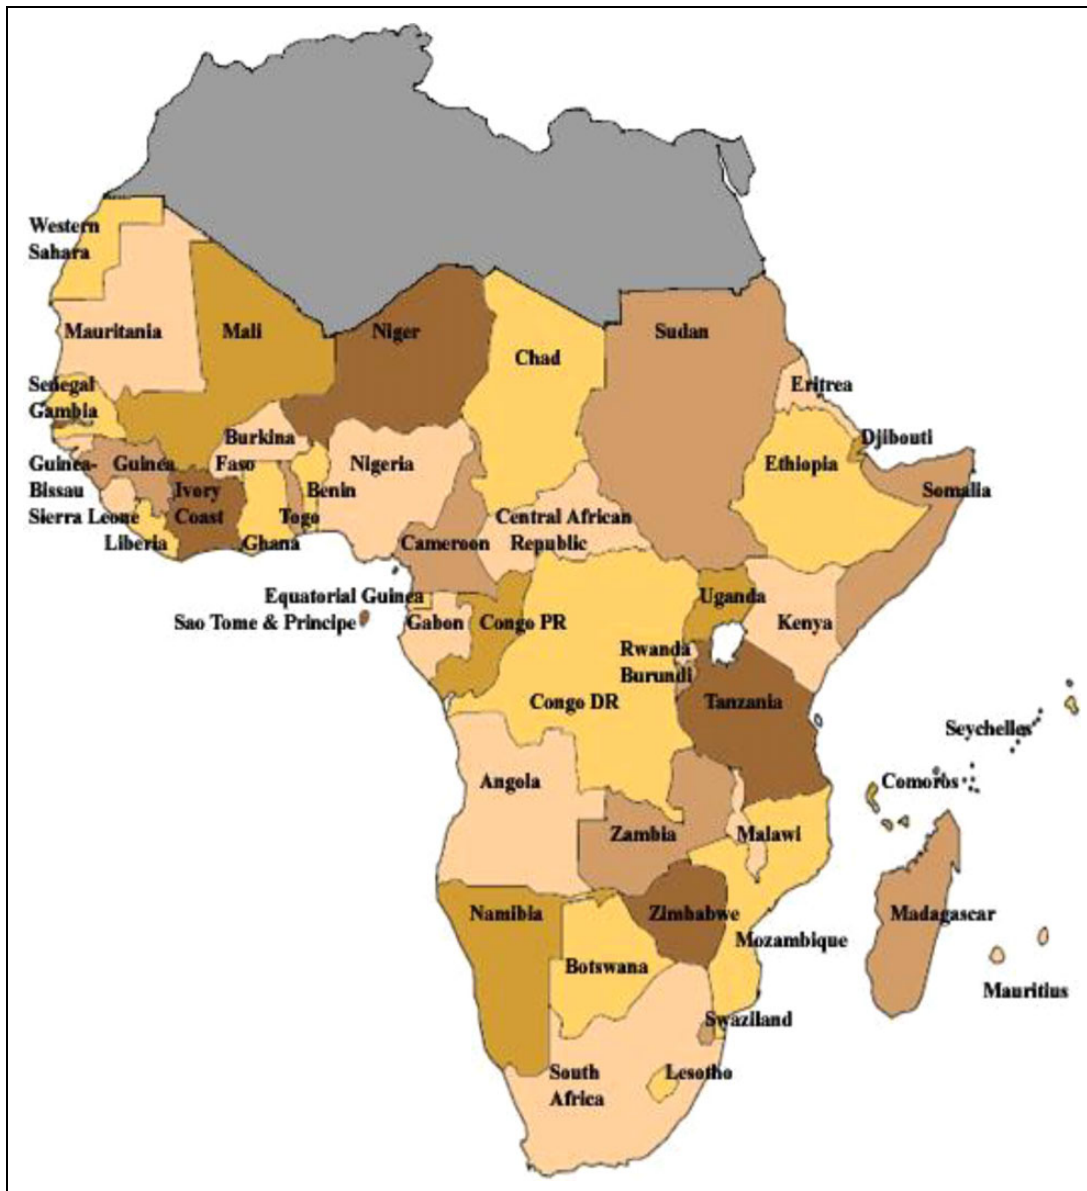 Western
Sahara
Mauritania
Mali
Niger
Chad
Sudan
Eritrea
Senegal
Gambia
Djibouti
Burkina
Faso
Guinea-
Bissau
Guinea
Ivory
Coast
Nigeria
Benin
Togo
Ethiopia
Somalia
Sierra Leone
Liberia
Ghana
Cameroon
Central African
Republic
Equatorial Guinea
Sao Tome & Principe
Gabon
Congo PR
Uganda
Kenya
Rwanda
Burundi
Congo DR
Tanzania
Seychelles
Comoros
Angola
Zambia
Malawi
Namibia
Zimbabwe
Madagascar
Mozambique
Botswana
Mauritius
Swaziland
South
Africa
Lesotho